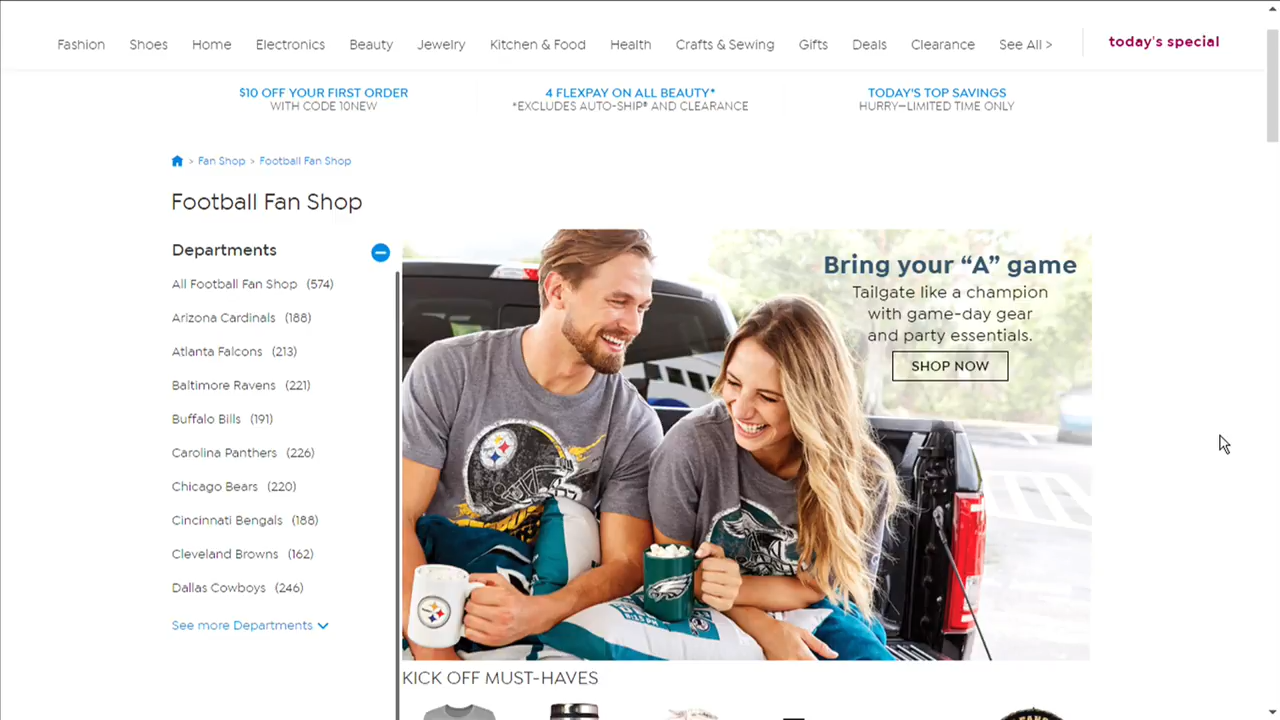 Fashion Shoes Home Electronics Beauty Jewelry Kitchen & Food Health Crafts & Sewing Gifts Deals Clearance See All > today's special
$10 OFF YOUR FIRST ORDER
WITH CODE 10NEW
4 FLEXPAY ON ALL BEAUTY*
*EXCLUDES AUTO-SHIP® AND CLEARANCE
TODAY'S TOP SAVINGS
HURRY—LIMITED TIME ONLY
> Fan Shop > Football Fan Shop
Football Fan Shop
Departments
All Football Fan Shop (574)
Arizona Cardinals (188)
Atlanta Falcons (213)
Baltimore Ravens (221)
Buffalo Bills (191)
Carolina Panthers (226)
Chicago Bears (220)
Cincinnati Bengals (188)
Cleveland Browns (162)
Dallas Cowboys (246)
See more Departments
Bring your “A” game
Tailgate like a champion
with game-day gear
and party essentials.
SHOP NOW
KICK OFF MUST-HAVES